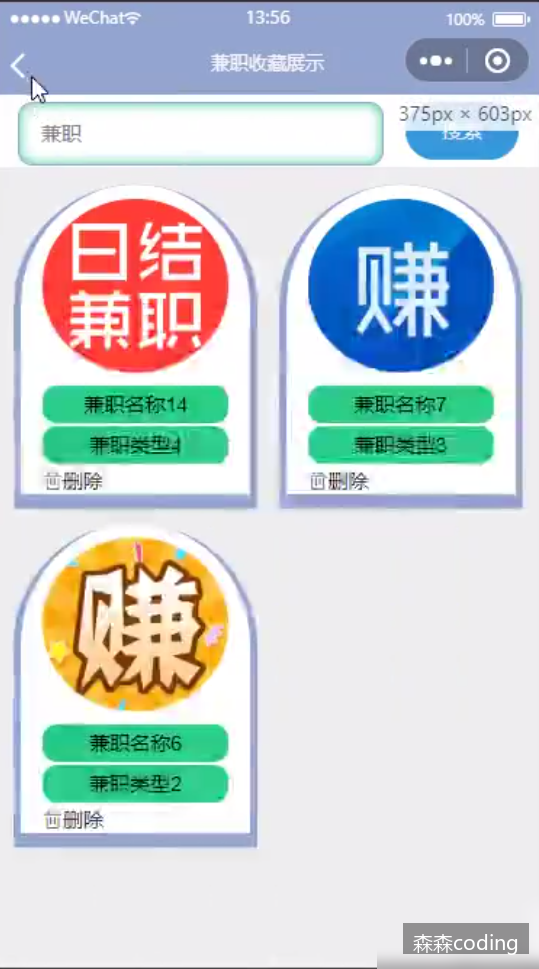 WeChat 13:56 100%
兼职收藏展示
兼职
375px × 603px
搜索
日结
兼职
赚
兼职名称14
兼职名称7
兼职类型4
兼职类型3
删除
删除
赚
兼职名称6
兼职类型2
删除
森森coding